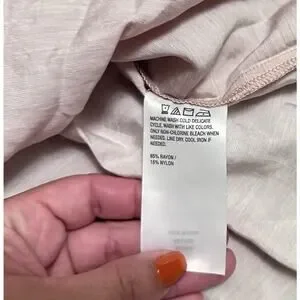 MACHINE WASH COLD DELICATE
CYCLE. WASH WITH LIKE COLORS.
ONLY NON-CHLORINE BLEACH WHEN
NEEDED. LINE DRY. COOL IRON IF
NEEDED.
85% RAYON /
15% NYLON